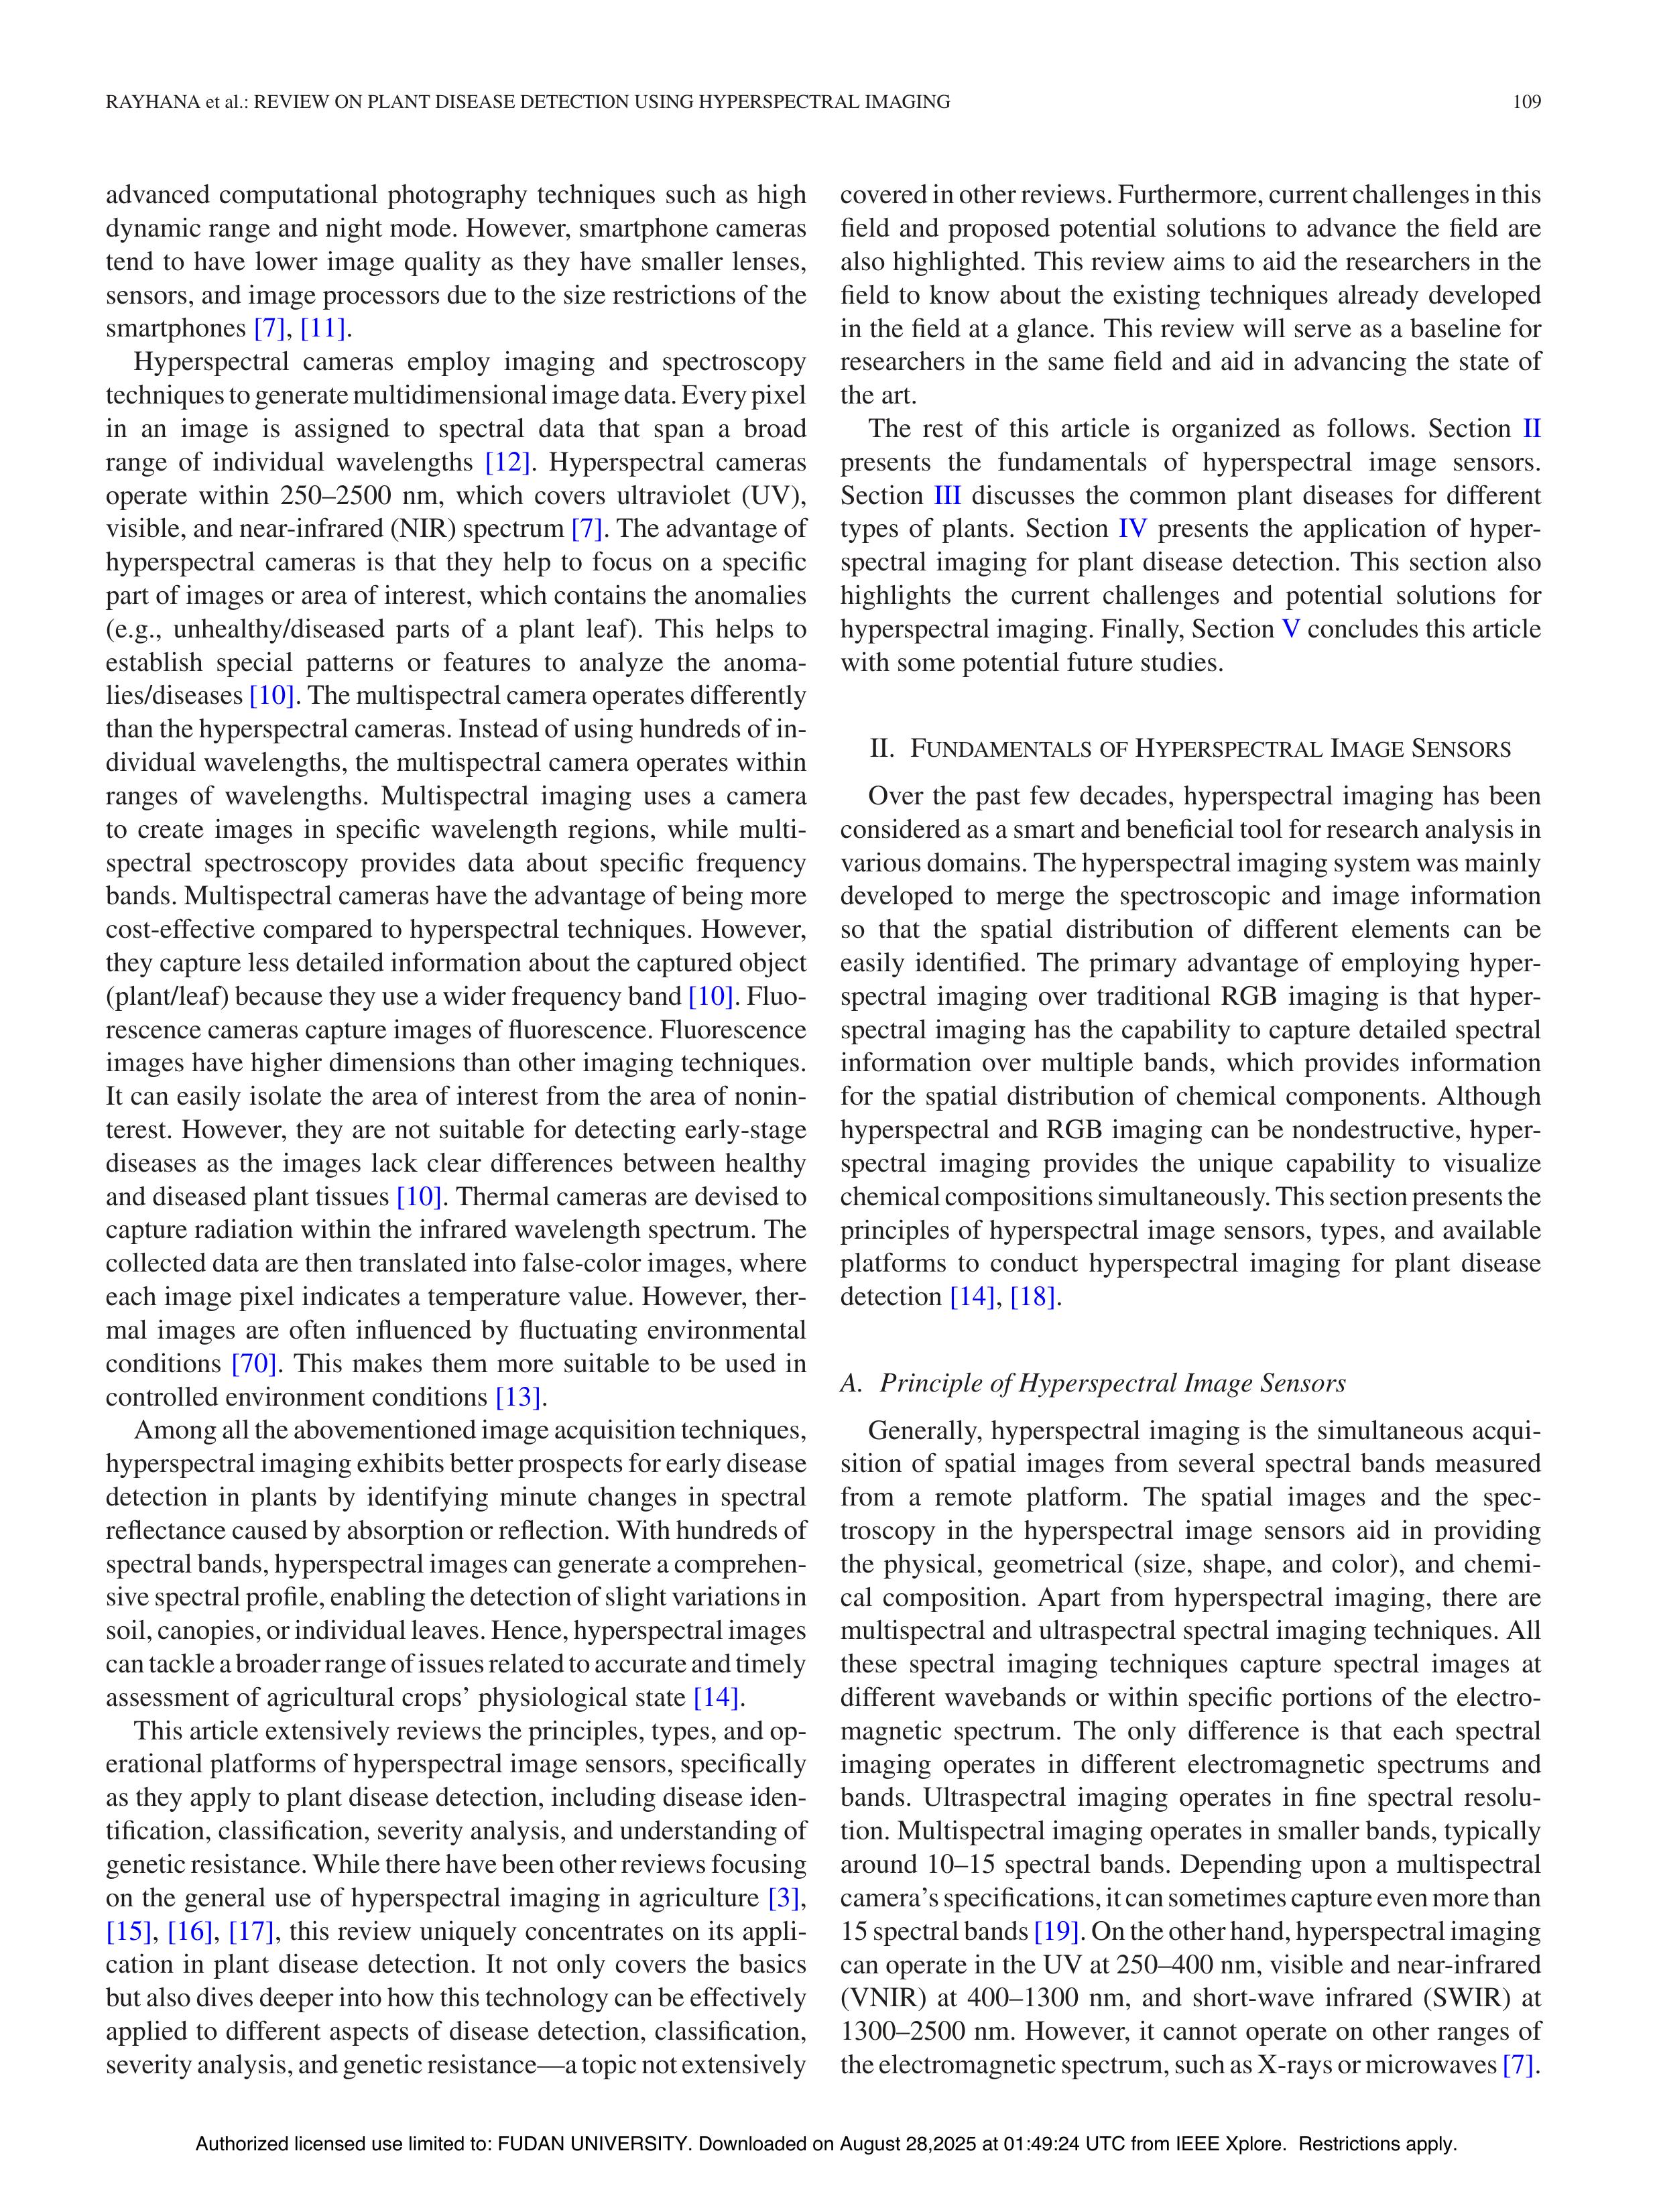 RAYHANA et al.: REVIEW ON PLANT DISEASE DETECTION USING HYPERSPECTRAL IMAGING 109
advanced computational photography techniques such as high
dynamic range and night mode. However, smartphone cameras
tend to have lower image quality as they have smaller lenses,
sensors, and image processors due to the size restrictions of the
smartphones [7], [11].
Hyperspectral cameras employ imaging and spectroscopy
techniques to generate multidimensional image data. Every pixel
in an image is assigned to spectral data that span a broad
range of individual wavelengths [12]. Hyperspectral cameras
operate within 250–2500 nm, which covers ultraviolet (UV),
visible, and near-infrared (NIR) spectrum [7]. The advantage of
hyperspectral cameras is that they help to focus on a specific
part of images or area of interest, which contains the anomalies
(e.g., unhealthy/diseased parts of a plant leaf). This helps to
establish special patterns or features to analyze the anoma-
lies/diseases [10]. The multispectral camera operates differently
than the hyperspectral cameras. Instead of using hundreds of in-
dividual wavelengths, the multispectral camera operates within
ranges of wavelengths. Multispectral imaging uses a camera
to create images in specific wavelength regions, while multi-
spectral spectroscopy provides data about specific frequency
bands. Multispectral cameras have the advantage of being more
cost-effective compared to hyperspectral techniques. However,
they capture less detailed information about the captured object
(plant/leaf) because they use a wider frequency band [10]. Fluo-
rescence cameras capture images of fluorescence. Fluorescence
images have higher dimensions than other imaging techniques.
It can easily isolate the area of interest from the area of nonin-
terest. However, they are not suitable for detecting early-stage
diseases as the images lack clear differences between healthy
and diseased plant tissues [10]. Thermal cameras are devised to
capture radiation within the infrared wavelength spectrum. The
collected data are then translated into false-color images, where
each image pixel indicates a temperature value. However, ther-
mal images are often influenced by fluctuating environmental
conditions [70]. This makes them more suitable to be used in
controlled environment conditions [13].
Among all the abovementioned image acquisition techniques,
hyperspectral imaging exhibits better prospects for early disease
detection in plants by identifying minute changes in spectral
reflectance caused by absorption or reflection. With hundreds of
spectral bands, hyperspectral images can generate a comprehen-
sive spectral profile, enabling the detection of slight variations in
soil, canopies, or individual leaves. Hence, hyperspectral images
can tackle a broader range of issues related to accurate and timely
assessment of agricultural crops’ physiological state [14].
This article extensively reviews the principles, types, and op-
erational platforms of hyperspectral image sensors, specifically
as they apply to plant disease detection, including disease iden-
tification, classification, severity analysis, and understanding of
genetic resistance. While there have been other reviews focusing
on the general use of hyperspectral imaging in agriculture [3],
[15], [16], [17], this review uniquely concentrates on its appli-
cation in plant disease detection. It not only covers the basics
but also dives deeper into how this technology can be effectively
applied to different aspects of disease detection, classification,
severity analysis, and genetic resistance—a topic not extensively
covered in other reviews. Furthermore, current challenges in this
field and proposed potential solutions to advance the field are
also highlighted. This review aims to aid the researchers in the
field to know about the existing techniques already developed
in the field at a glance. This review will serve as a baseline for
researchers in the same field and aid in advancing the state of
the art.
The rest of this article is organized as follows. Section II
presents the fundamentals of hyperspectral image sensors.
Section III discusses the common plant diseases for different
types of plants. Section IV presents the application of hyper-
spectral imaging for plant disease detection. This section also
highlights the current challenges and potential solutions for
hyperspectral imaging. Finally, Section V concludes this article
with some potential future studies.
II. FUNDAMENTALS OF HYPERSPECTRAL IMAGE SENSORS
Over the past few decades, hyperspectral imaging has been
considered as a smart and beneficial tool for research analysis in
various domains. The hyperspectral imaging system was mainly
developed to merge the spectroscopic and image information
so that the spatial distribution of different elements can be
easily identified. The primary advantage of employing hyper-
spectral imaging over traditional RGB imaging is that hyper-
spectral imaging has the capability to capture detailed spectral
information over multiple bands, which provides information
for the spatial distribution of chemical components. Although
hyperspectral and RGB imaging can be nondestructive, hyper-
spectral imaging provides the unique capability to visualize
chemical compositions simultaneously. This section presents the
principles of hyperspectral image sensors, types, and available
platforms to conduct hyperspectral imaging for plant disease
detection [14], [18].
A. Principle of Hyperspectral Image Sensors
Generally, hyperspectral imaging is the simultaneous acqui-
sition of spatial images from several spectral bands measured
from a remote platform. The spatial images and the spec-
troscopy in the hyperspectral image sensors aid in providing
the physical, geometrical (size, shape, and color), and chemi-
cal composition. Apart from hyperspectral imaging, there are
multispectral and ultraspectral spectral imaging techniques. All
these spectral imaging techniques capture spectral images at
different wavebands or within specific portions of the electro-
magnetic spectrum. The only difference is that each spectral
imaging operates in different electromagnetic spectrums and
bands. Ultraspectral imaging operates in fine spectral resolu-
tion. Multispectral imaging operates in smaller bands, typically
around 10–15 spectral bands. Depending upon a multispectral
camera’s specifications, it can sometimes capture even more than
15 spectral bands [19]. On the other hand, hyperspectral imaging
can operate in the UV at 250–400 nm, visible and near-infrared
(VNIR) at 400–1300 nm, and short-wave infrared (SWIR) at
1300–2500 nm. However, it cannot operate on other ranges of
the electromagnetic spectrum, such as X-rays or microwaves [7].
Authorized licensed use limited to: FUDAN UNIVERSITY. Downloaded on August 28,2025 at 01:49:24 UTC from IEEE Xplore. Restrictions apply.